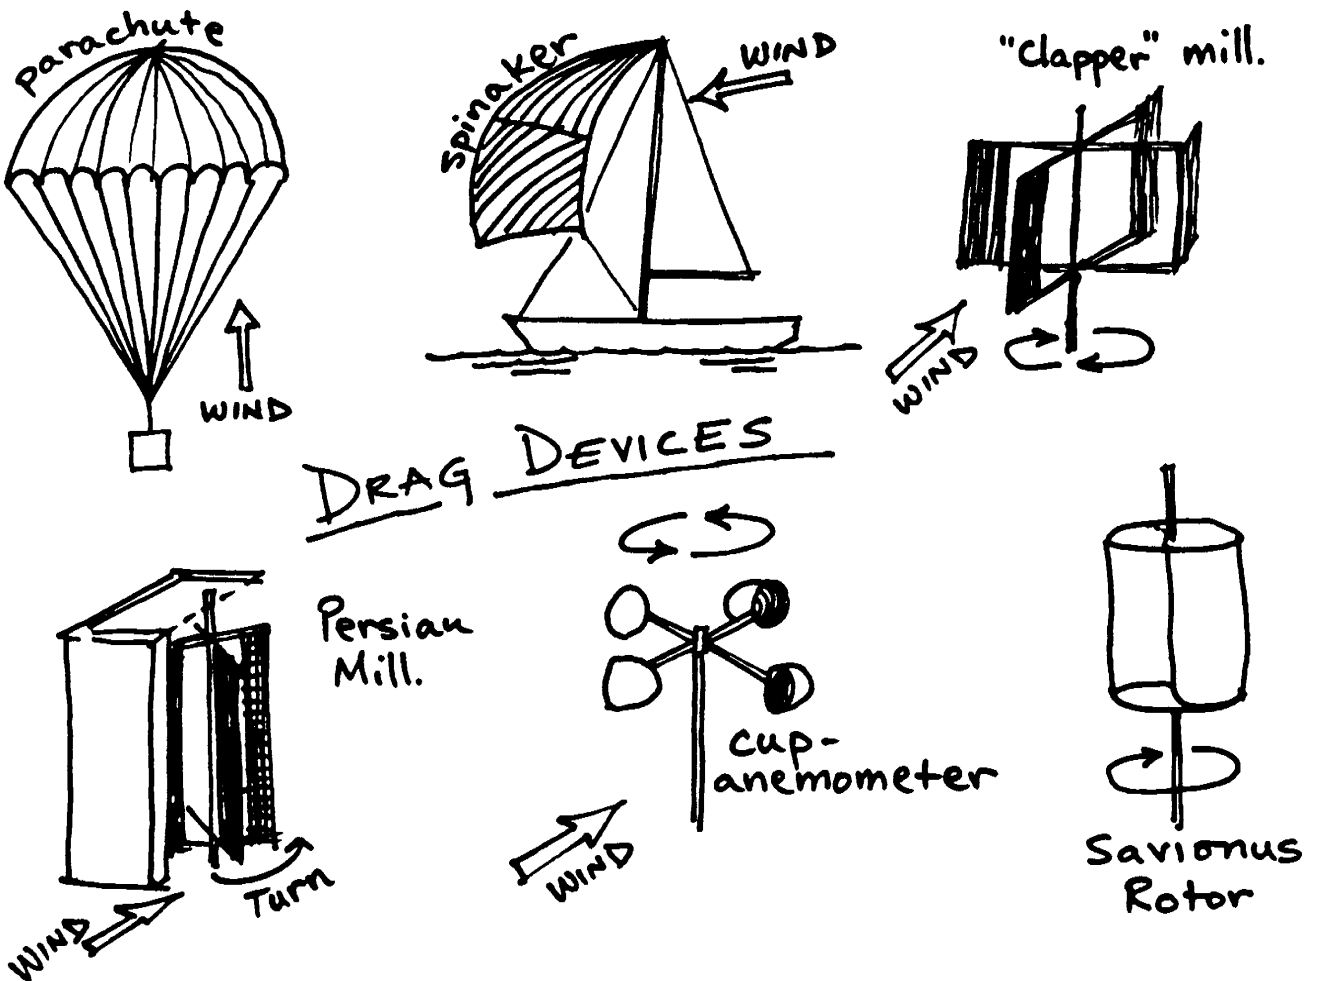 parachute
spinaker
WIND
"Clapper" mill.
WIND
WIND
DRAG DEVICES
Persian
Mill.
Turn
WIND
cup-
anemometer
WIND
Savionus
Rotor